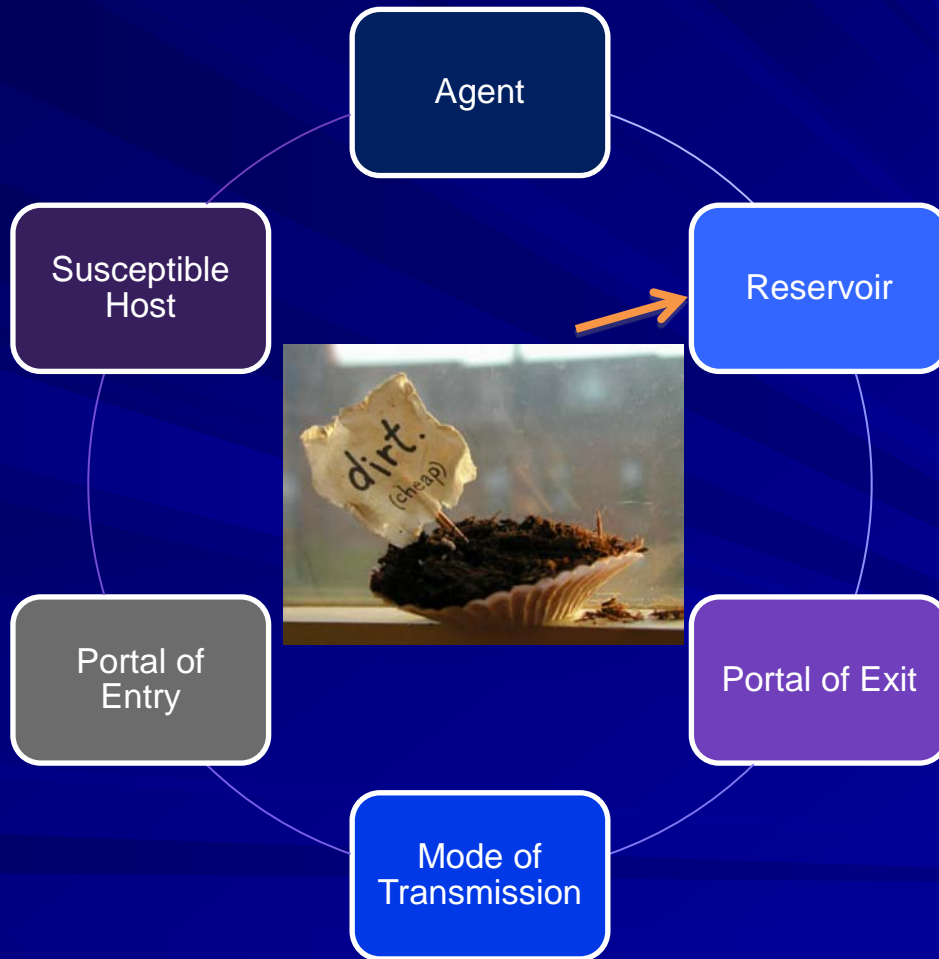 Agent
Reservoir
Portal of Exit
Mode of
Transmission
Portal of
Entry
Susceptible
Host
dirt.
(cheap)